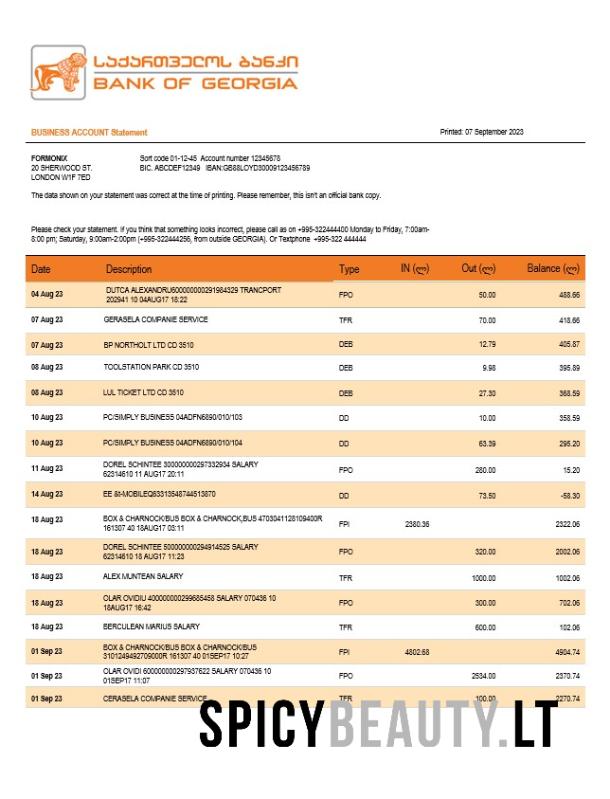 საქართველოს ბანკი
BANK OF GEORGIA
BUSINESS ACCOUNT Statement Printed: 07 September 2023
FORMONIX Sort code 01-12-45 Account number 12345678
20 SHERWOOD ST. BIC. ABCDEF12349 IBAN:GB88LOYD30009123456789
LONDON W1F 7ED
The data shown on your statement was correct at the time of printing. Please remember, this isn't an official bank copy.
Please check your statement. If you think that something looks incorrect, please call as on +995-322444400 Monday to Friday, 7:00am-
8:00 pm; Saturday, 9:00am-2:00pm (+995-322444256, from outside GEORGIA). Or Textphone +995-322 444444
Date Description Type IN (ლ) Out (ლ) Balance (ლ)
04 Aug 23 DUTCA ALEXANDRU600000000291984329 TRANCPORT
202941 10 04AUG17 18:22 FPO 50.00 488.66
07 Aug 23 GERASELA COMPANIE SERVICE TFR 70.00 418.66
07 Aug 23 BP NORTHOLT LTD CD 3510 DEB 12.79 405.87
08 Aug 23 TOOLSTATION PARK CD 3510 DEB 9.98 395.89
08 Aug 23 LUL TICKET LTD CD 3510 DEB 27.30 368.59
10 Aug 23 PC/SIMPLY BUSINESS 04ADFN6890/010/103 DD 10.00 358.59
10 Aug 23 PC/SIMPLY BUSINESS 04ADFN6890/010/104 DD 63.39 295.20
11 Aug 23 DOREL SCHINTEE 300000000297332934 SALARY
62314610 11 AUG17 20:11 FPO 280.00 15.20
14 Aug 23 EE &t-MOBILEQ63313548744513870 DD 73.50 -58.30
18 Aug 23 BOX & CHARNOCK/BUS BOX & CHARNOCK,BUS 4703041128109400R
161307 40 18AUG17 03:11 FPI 2380.36 2322.06
18 Aug 23 DOREL SCHINTEE 500000000294914525 SALARY
62314610 18 AUG17 11:23 FPO 320.00 2002.06
18 Aug 23 ALEX MUNTEAN SALARY TFR 1000.00 1002.06
18 Aug 23 OLAR OVIDIU 400000000299685458 SALARY 070436 10
18AUG17 16:42 FPO 300.00 702.06
18 Aug 23 BERCULEAN MARIUS SALARY TFR 600.00 102.06
01 Sep 23 BOX & CHARNOCK/BUS BOX & CHARNOCK/BUS
3101249492709000R 161307 40 01SEP17 10:27 FPI 4802.68 4904.74
01 Sep 23 OLAR OVIDI 600000000297937622 SALARY 070436 10
01SEP17 11:07 FPO 2534.00 2370.74
01 Sep 23 CERASELA COMPANIE SERVICE TFR 100.00 2270.74
SPICYBEAUTY.LT